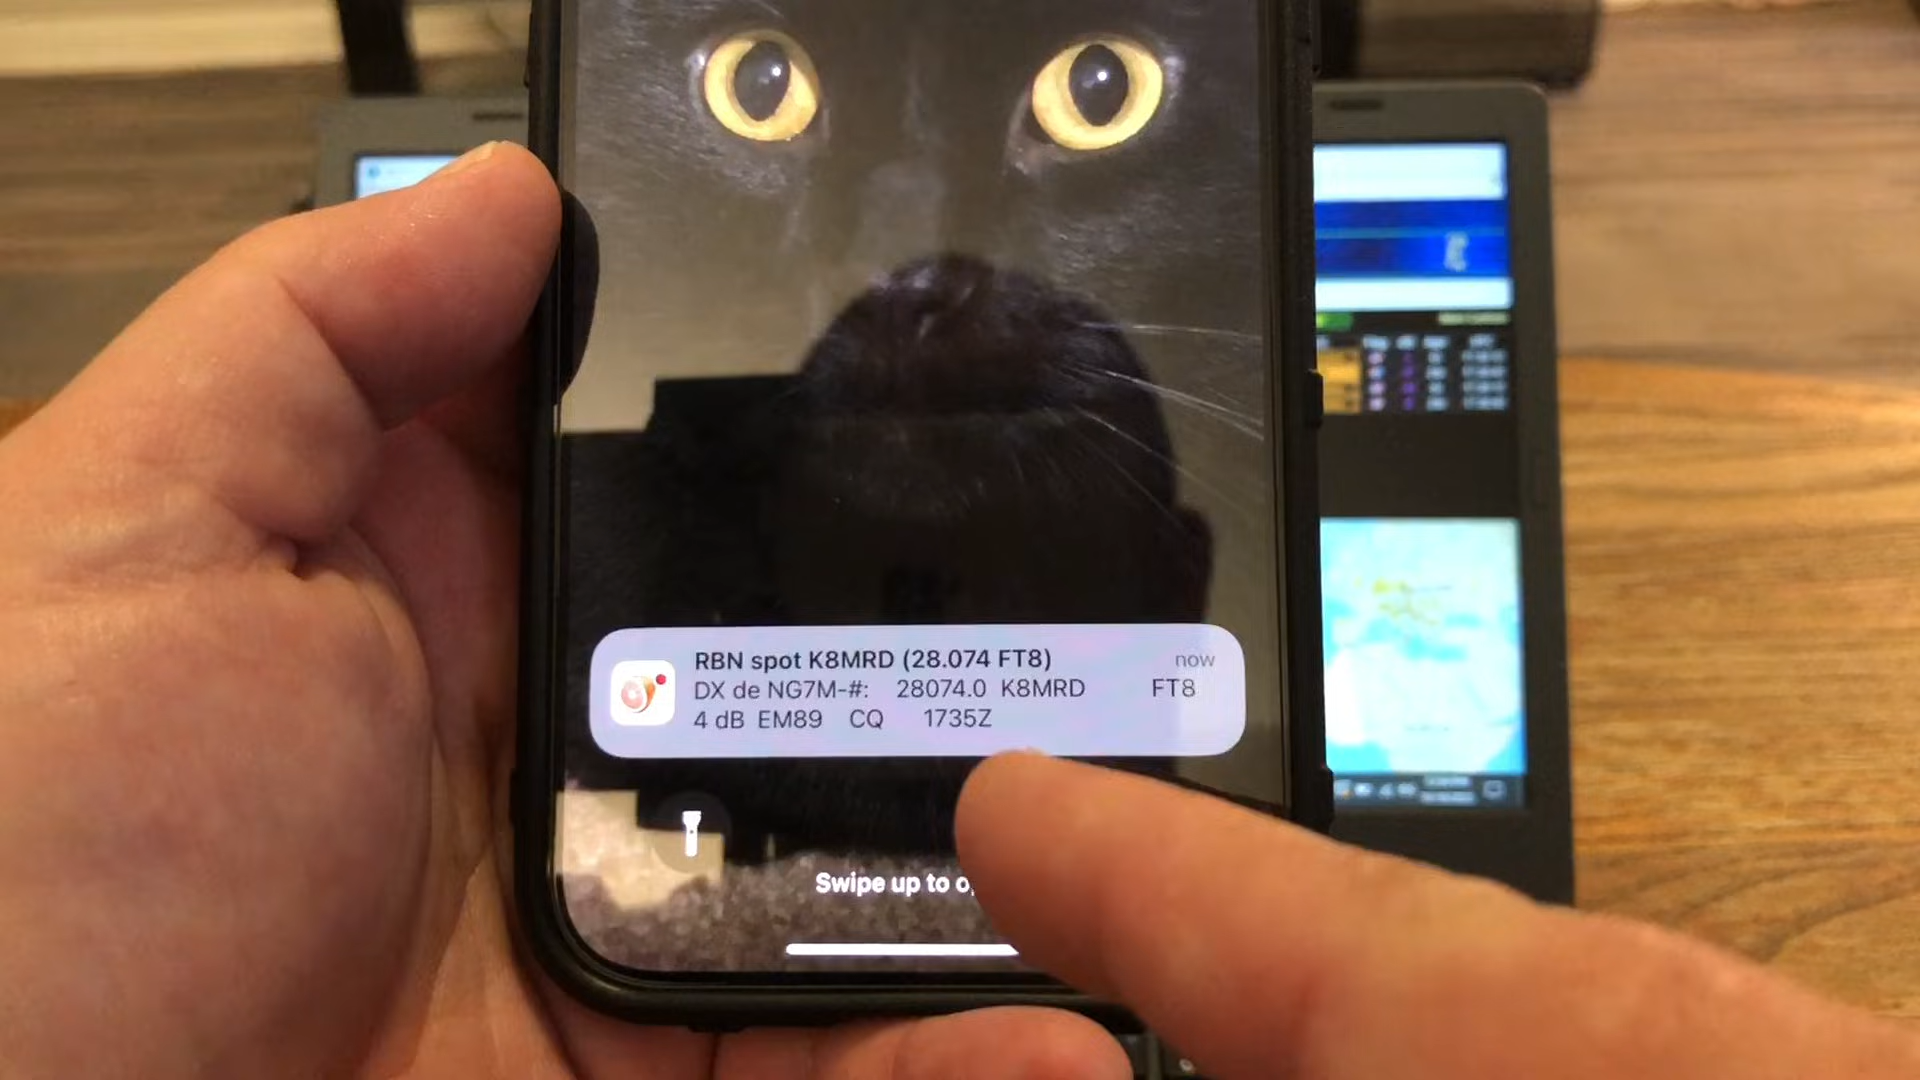 RBN spot K8MRD (28.074 FT8) now
DX de NG7M-#: 28074.0 K8MRD FT8
4 dB EM89 CQ 1735Z
Swipe up to